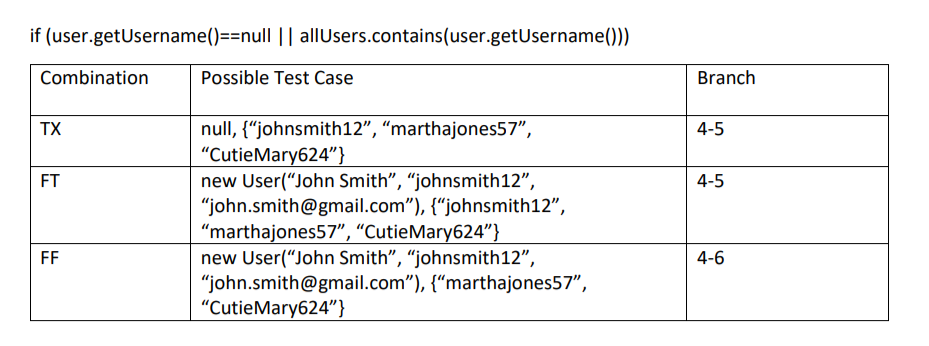 if (user.getUsername()==null || allUsers.contains(user.getUsername()))
Combination Possible Test Case Branch
TX null, {“johnsmith12”, “marthajones57”, 4-5
“CutieMary624”}
FT new User(“John Smith”, “johnsmith12”, 4-5
“john.smith@gmail.com”), {“johnsmith12”,
“marthajones57”, “CutieMary624”}
FF new User(“John Smith”, “johnsmith12”, 4-6
“john.smith@gmail.com”), {“marthajones57”,
“CutieMary624”}